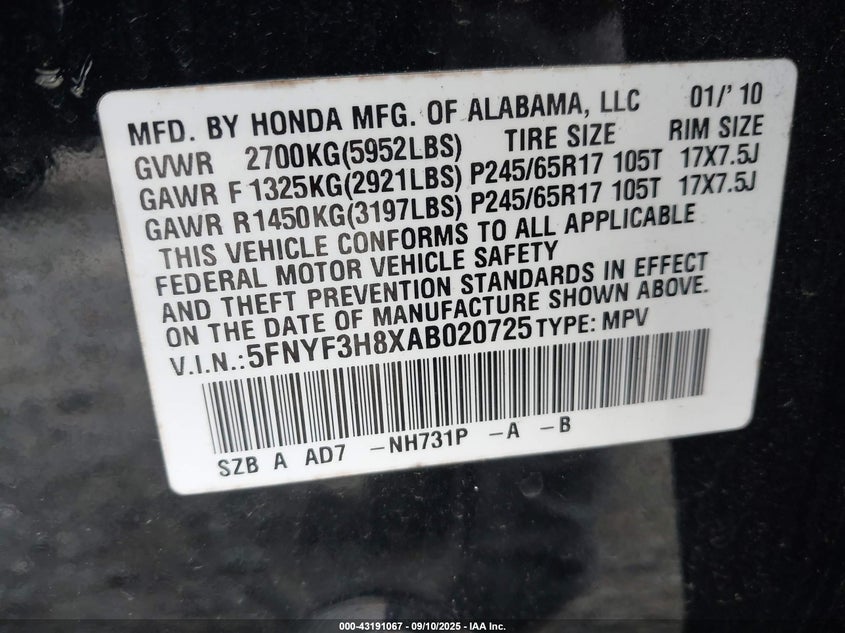 MFD. BY HONDA MFG. OF ALABAMA, LLC 01/'10
GVWR 2700KG(5952LBS) TIRE SIZE RIM SIZE
GAWR F 1325KG(2921LBS) P245/65R17 105T 17X7.5J
GAWR R1450KG(3197LBS) P245/65R17 105T 17X7.5J
THIS VEHICLE CONFORMS TO ALL APPLICABLE
FEDERAL MOTOR VEHICLE SAFETY
AND THEFT PREVENTION STANDARDS IN EFFECT
ON THE DATE OF MANUFACTURE SHOWN ABOVE.
V.I.N.:5FNYF3H8XAB020725 TYPE: MPV
SZB A AD7 -NH731P -A -B
000-43191067 - 09/10/2025 - IAA Inc.